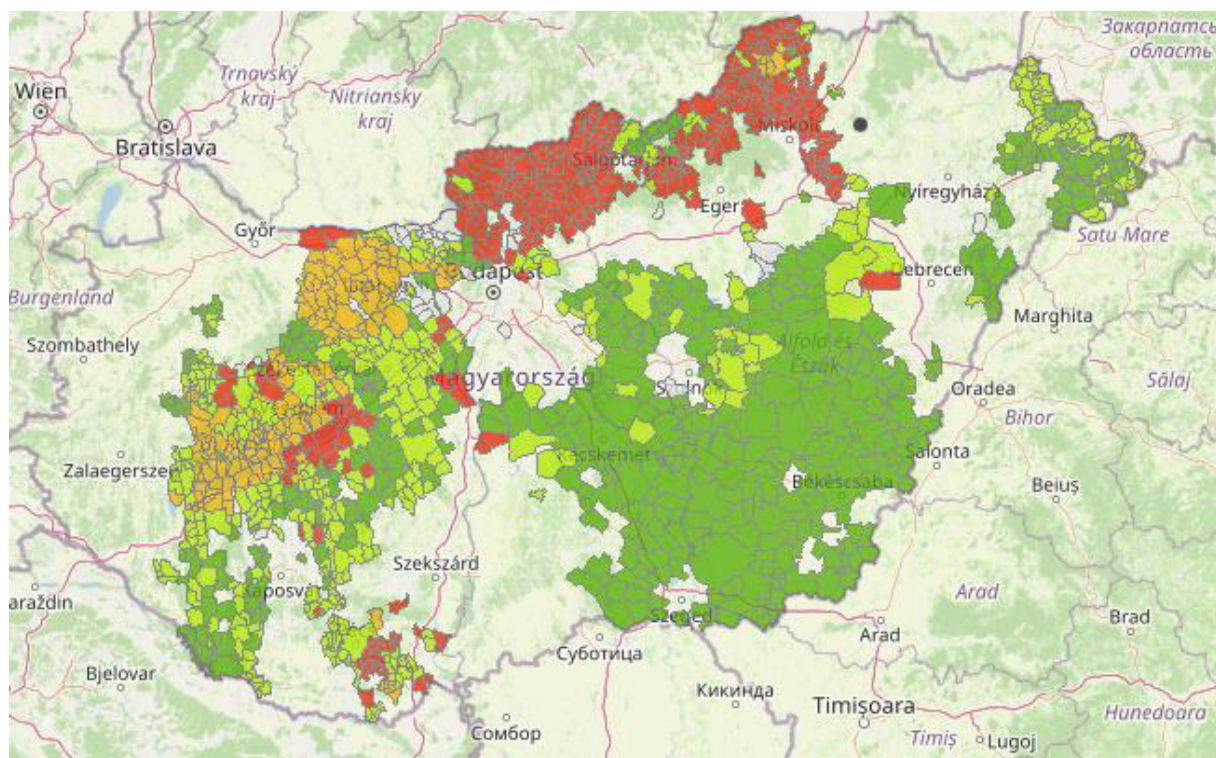 Закарпатсь
область
Trnavský
kraj
Wien
Nitriansky
kraj
Bratislava
Miskolc
Salgótarján
Nyíregyháza
Eger
Győr
Satu Mare
Budapest
Debrecen
Burgenland
Marghita
Szombathely
Alföld és
Észak
Magyarország
Oradea
Sălaj
Bihor
Kecskemét
Salonta
Zalaegerszeg
Békéscsaba
Beiuș
Szekszárd
Kaposvár
araždin
Arad
Szeged
Brad
Arad
Суботица
Bjelovar
Кикинда
Timișoara
Hunedoara
Сомбор
Timiș
Lugoj